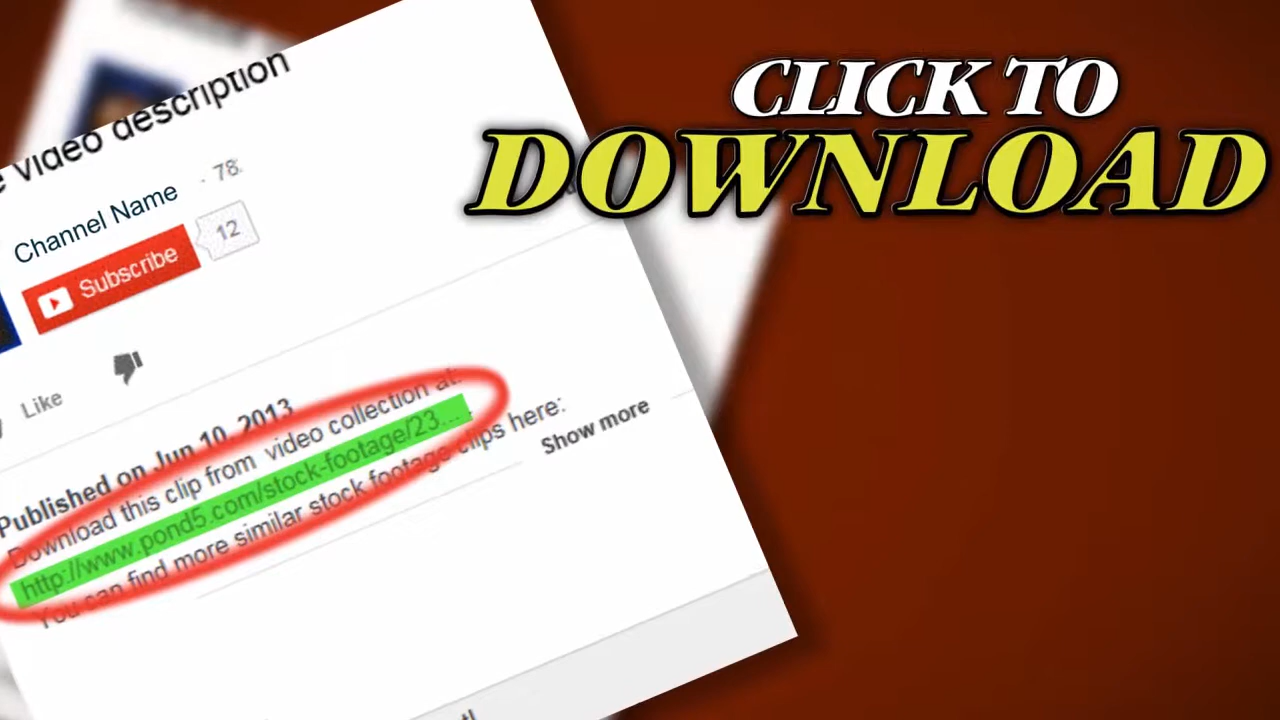 CLICK TO
DOWNLOAD
video description
Channel Name
Subscribe
12
Like
Published on Jun 10, 2013
Download this clip from video collection at:
http://www.pond5.com/stock-footage/23...
You can find more similar stock footage clips here:
Show more